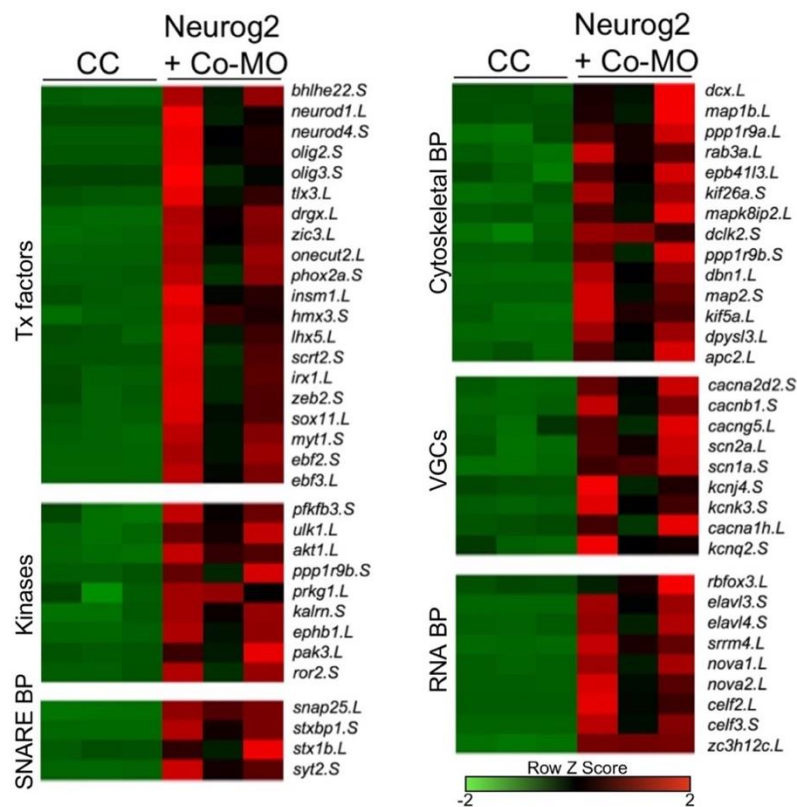 Neurog2
CC + Co-MO
Tx factors
bhlhe22.S
neurod1.L
neurod4.S
olig2.S
olig3.S
tlx3.L
drgx.L
zic3.L
onecut2.L
phox2a.S
insm1.L
hmx3.S
lhx5.L
scrt2.S
irx1.L
zeb2.S
sox11.L
myt1.S
ebf2.S
ebf3.L
Kinases
pfkfb3.S
ulk1.L
akt1.L
ppp1r9b.S
prkg1.L
kalrn.S
ephb1.L
pak3.L
ror2.S
SNARE BP
snap25.L
stxbp1.S
stx1b.L
syt2.S
Neurog2
CC + Co-MO
Cytoskeletal BP
dcx.L
map1b.L
ppp1r9a.L
rab3a.L
epb41l3.L
kif26a.S
mapk8ip2.L
dclk2.S
ppp1r9b.S
dbn1.L
map2.S
kif5a.L
dpysl3.L
apc2.L
VGCs
cacna2d2.S
cacnb1.S
cacng5.L
scn2a.L
scn1a.S
kcnj4.S
kcnk3.S
cacna1h.L
kcnq2.S
RNA BP
rbfox3.L
elavl3.S
elavl4.S
srrm4.L
nova1.L
nova2.L
celf2.L
celf3.S
zc3h12c.L
Row Z Score
-2 2